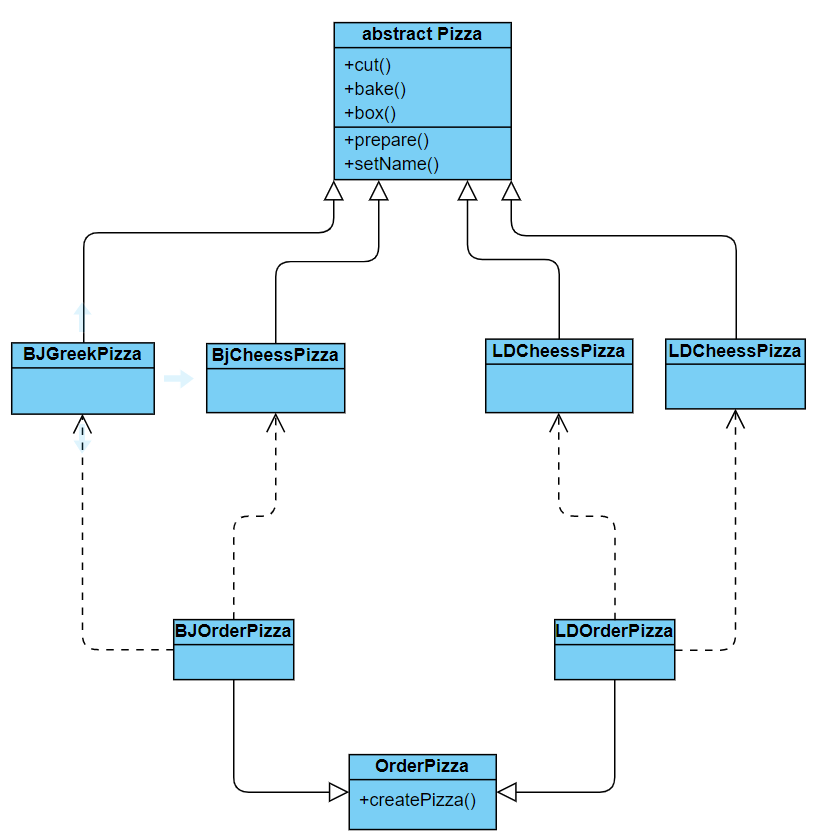 abstract Pizza
+cut()
+bake()
+box()
+prepare()
+setName()
BJGreekPizza
BjCheessPizza
LDCheessPizza
LDCheessPizza
BJOrderPizza
LDOrderPizza
OrderPizza
+createPizza()